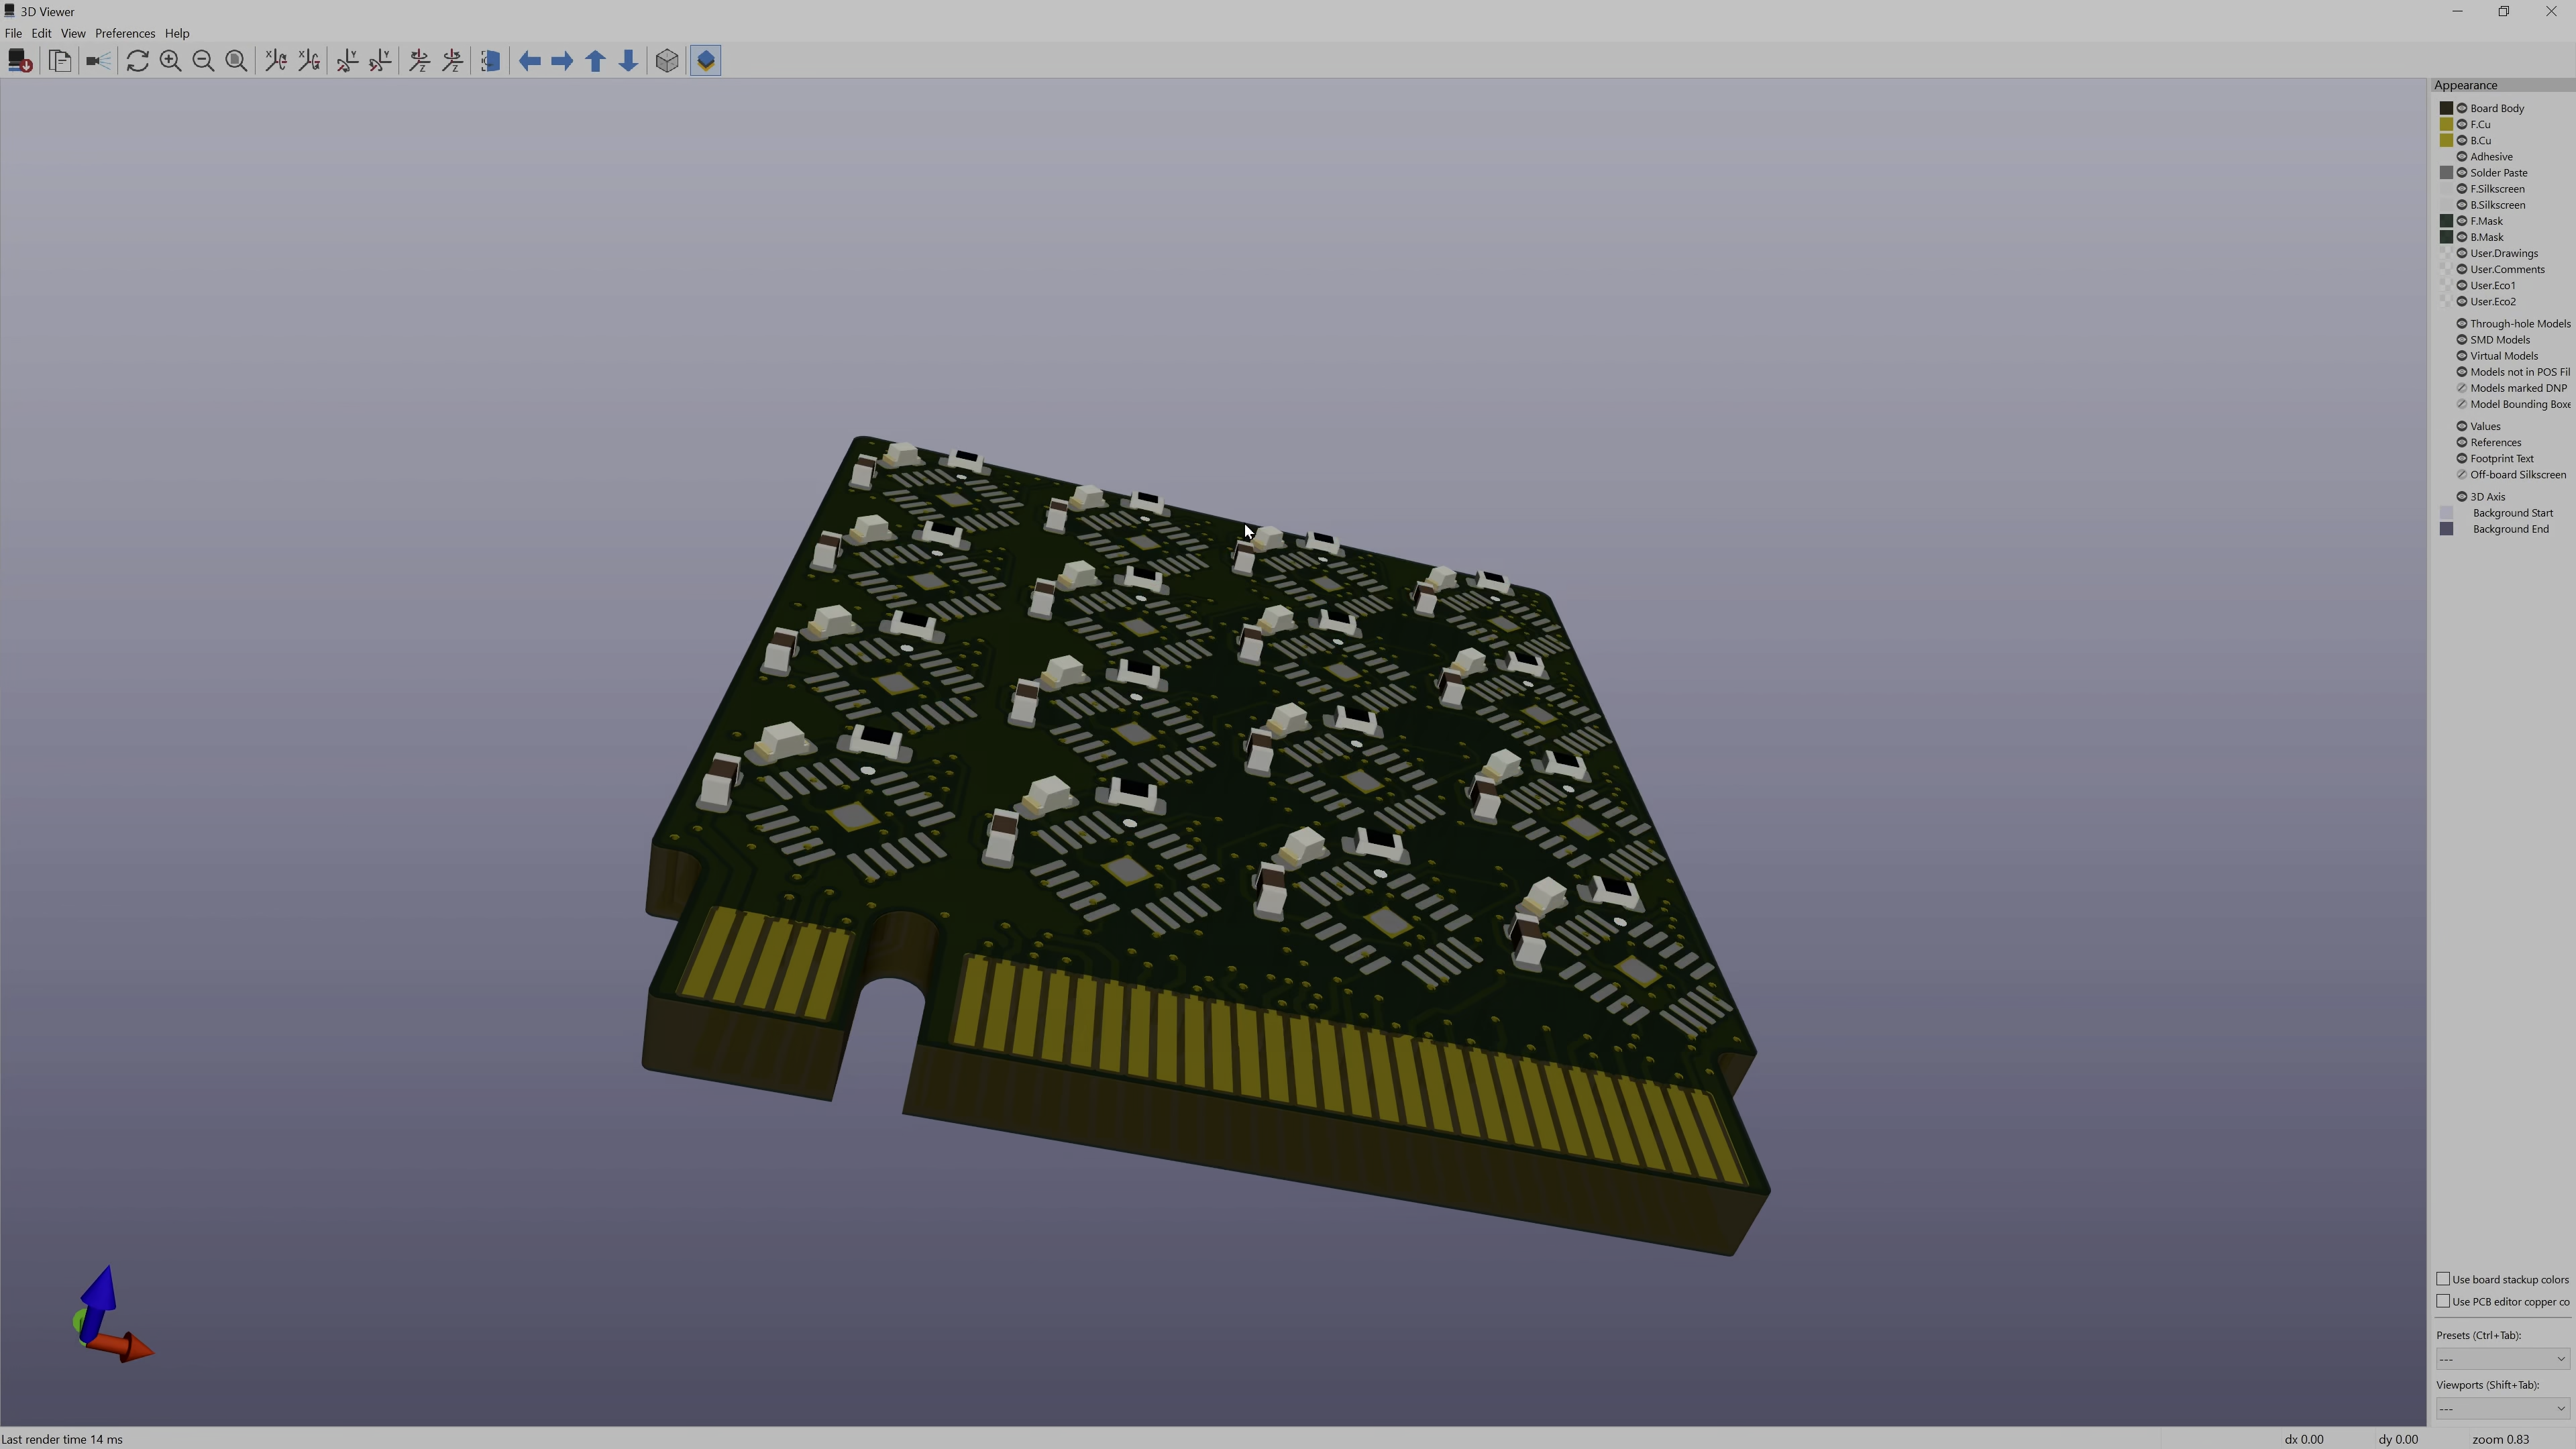 3D Viewer
File Edit View Preferences Help
Appearance
Board Body
F.Cu
B.Cu
Adhesive
Solder Paste
F.Silkscreen
B.Silkscreen
F.Mask
B.Mask
User.Drawings
User.Comments
User.Eco1
User.Eco2
Through-hole Models
SMD Models
Virtual Models
Models not in POS Fil
Models marked DNP
Model Bounding Boxe
Values
References
Footprint Text
Off-board Silkscreen
3D Axis
Background Start
Background End
Use board stackup colors
Use PCB editor copper co
Presets (Ctrl+Tab):
---
Viewports (Shift+Tab):
---
Last render time 14 ms dx 0.00 dy 0.00 zoom 0.83